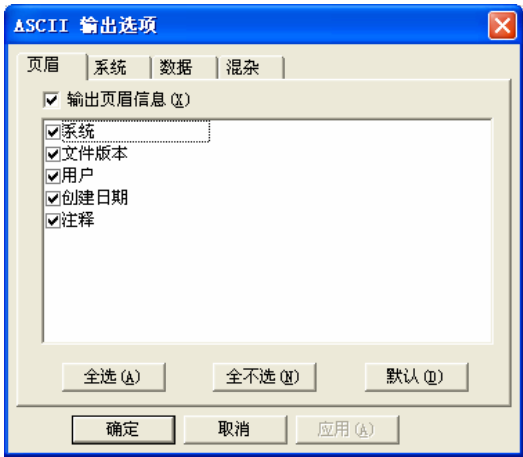 ASCII 输出选项
页眉 系统 数据 混杂
输出页眉信息(X)
系统
文件版本
用户
创建日期
注释
全选(A) 全不选(N) 默认(D)
确定 取消 应用(A)